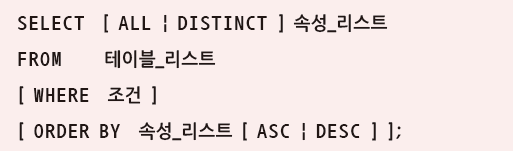 SELECT [ ALL ¦ DISTINCT ] 속성_리스트
FROM 테이블_리스트
[ WHERE 조건 ]
[ ORDER BY 속성_리스트 [ ASC ¦ DESC ] ];